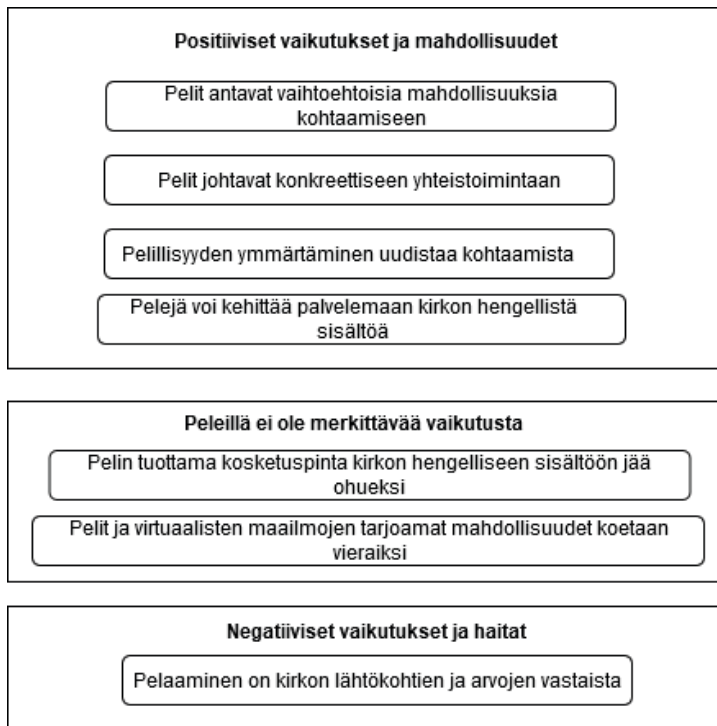 Positiiviset vaikutukset ja mahdollisuudet
Pelit antavat vaihtoehtoisia mahdollisuuksia
kohtaamiseen
Pelit johtavat konkreettiseen yhteistoimintaan
Pelillisyyden ymmärtäminen uudistaa kohtaamista
Pelejä voi kehittää palvelemaan kirkon hengellistä
sisältöä
Peleillä ei ole merkittävää vaikutusta
Pelin tuottama kosketuspinta kirkon hengelliseen sisältöön jää
ohueksi
Pelit ja virtuaalisten maailmojen tarjoamat mahdollisuudet koetaan
vieraiksi
Negatiiviset vaikutukset ja haitat
Pelaaminen on kirkon lähtökohtien ja arvojen vastaista